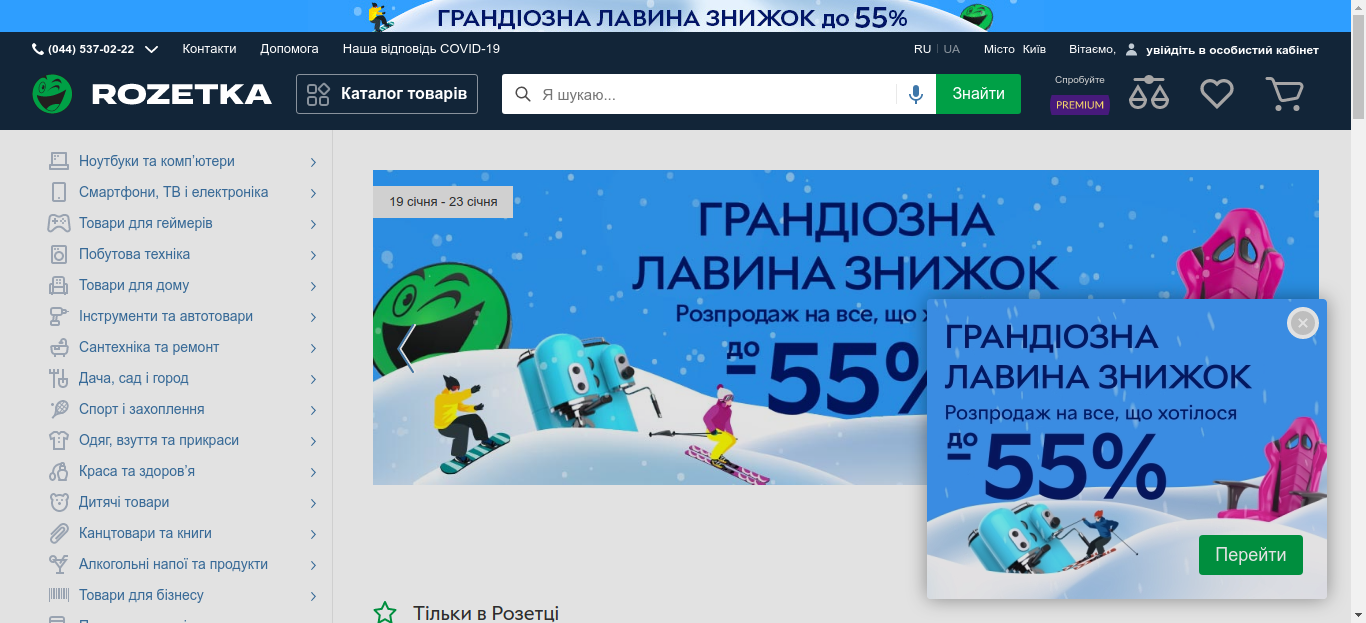 ГРАНДІОЗНА ЛАВИНА ЗНИЖОК до 55%
(044) 537-02-22 Контакти Допомога Наша відповідь COVID-19 RU UA Місто Київ Вітаємо, увійдіть в особистий кабінет
ROZETKA Каталог товарів Я шукаю... Знайти Спробуйте PREMIUM
Ноутбуки та комп'ютери
Смартфони, ТВ і електроніка
Товари для геймерів
Побутова техніка
Товари для дому
Інструменти та автотовари
Сантехніка та ремонт
Дача, сад і город
Спорт і захоплення
Одяг, взуття та прикраси
Краса та здоров'я
Дитячі товари
Канцтовари та книги
Алкогольні напої та продукти
Товари для бізнесу
19 січня - 23 січня
ГРАНДІОЗНА
ЛАВИНА ЗНИЖОК
Розпродаж на все, що
до
-55%
ГРАНДІОЗНА
ЛАВИНА ЗНИЖОК
Розпродаж на все, що хотілося
до
-55%
Перейти
Тільки в Розетці